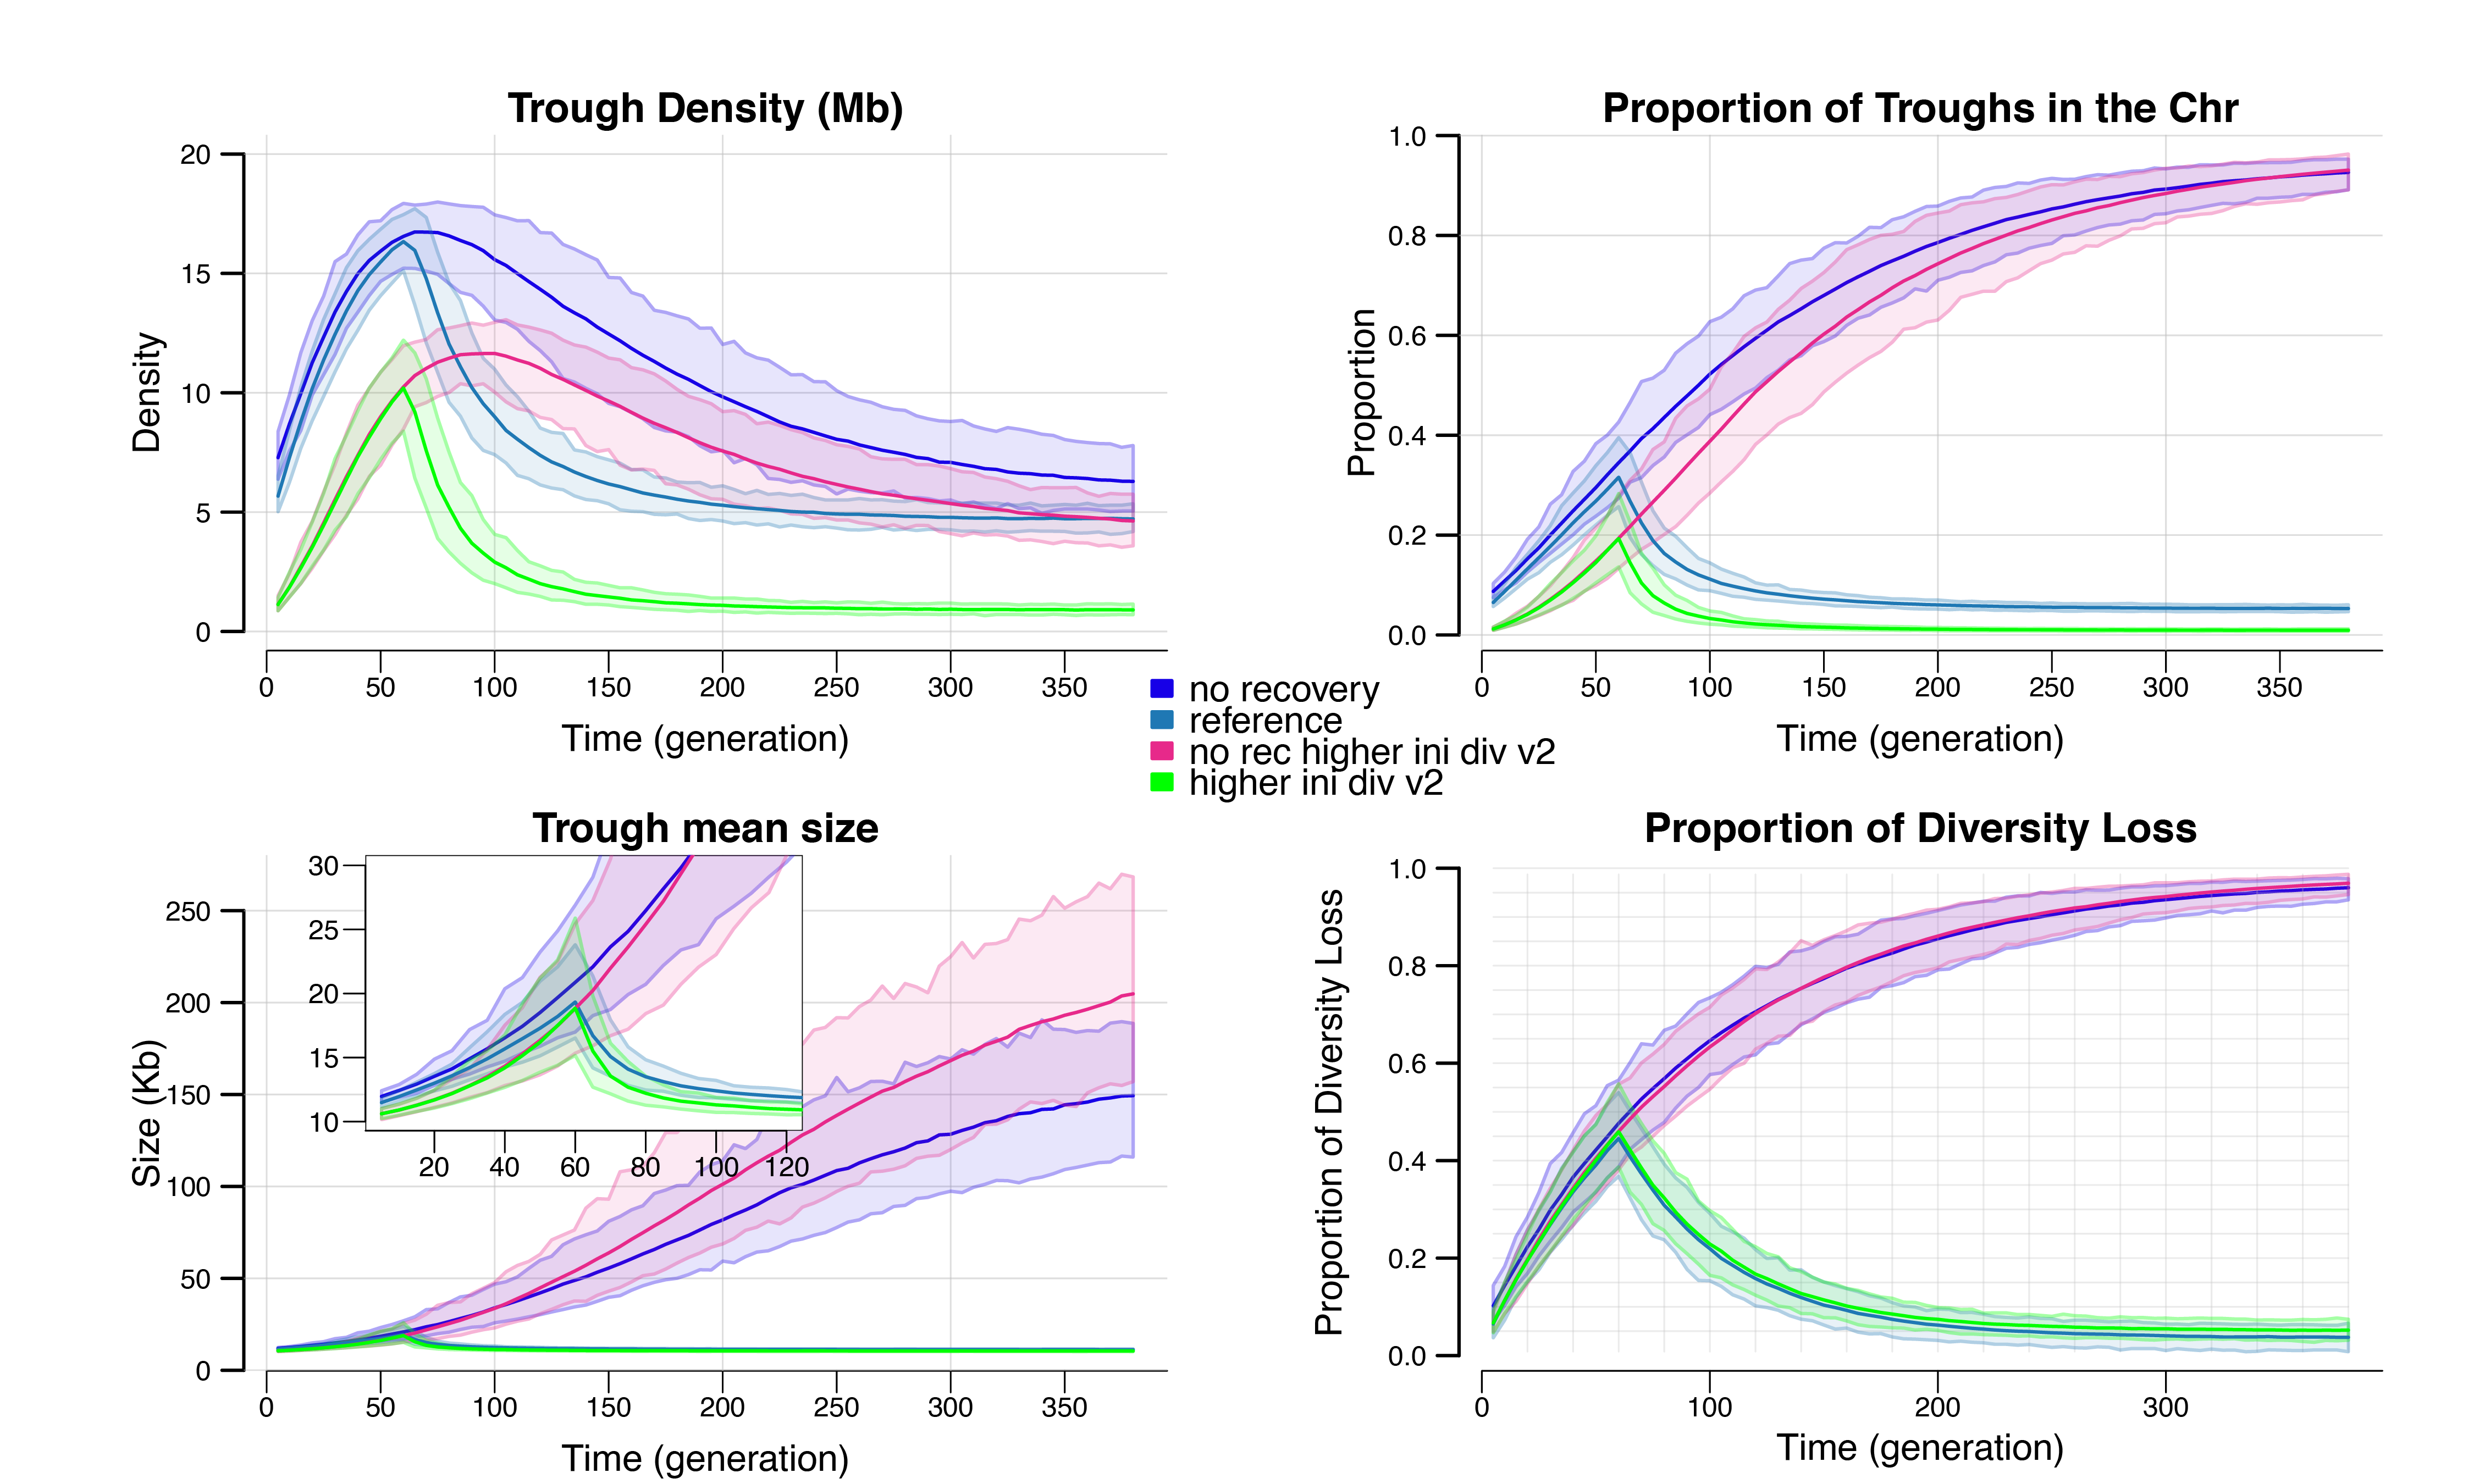 Trough Density (Mb)
Density
20
15
10
5
0
0 50 100 150 200 250 300 350
Time (generation)
Proportion of Troughs in the Chr
Proportion
1.0
0.8
0.6
0.4
0.2
0.0
0 50 100 150 200 250 300 350
Time (generation)
no recovery
reference
no rec higher ini div v2
higher ini div v2
Trough mean size
Size (Kb)
250
200
150
100
50
0
30
25
20
15
10
20 40 60 80 100 120
0 50 100 150 200 250 300 350
Time (generation)
Proportion of Diversity Loss
Proportion of Diversity Loss
1.0
0.8
0.6
0.4
0.2
0.0
0 100 200 300
Time (generation)